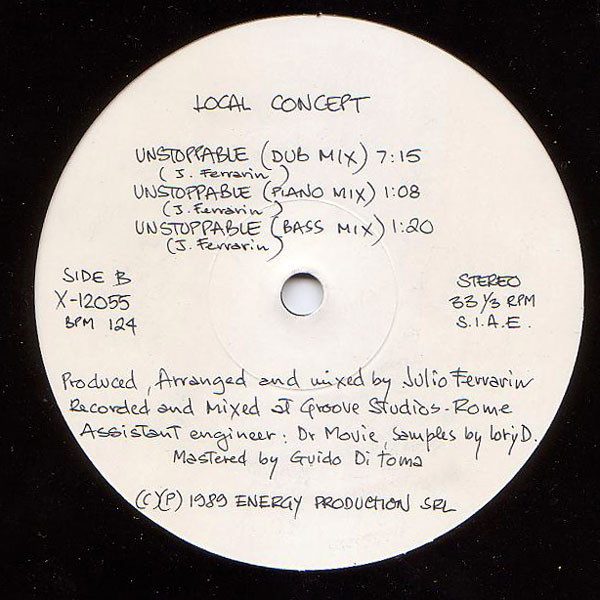 LOCAL CONCEPT
UNSTOPPABLE (DUB MIX) 7:15
(J. Ferrarin)
UNSTOPPABLE (PIANO MIX) 1:08
(J. Ferrarin)
UNSTOPPABLE (BASS MIX) 1:20
(J. Ferrarin)
SIDE B
X-12055
BPM 124
STEREO
33 1/3 RPM
S.I.A.E.
Produced, Arranged and mixed by Julio Ferrarin
Recorded and Mixed at Groove Studios - Rome
Assistant engineer: Dr Movie, samples by Lory D.
Mastered by Guido Di Toma
(C)(P) 1989 ENERGY PRODUCTION SRL